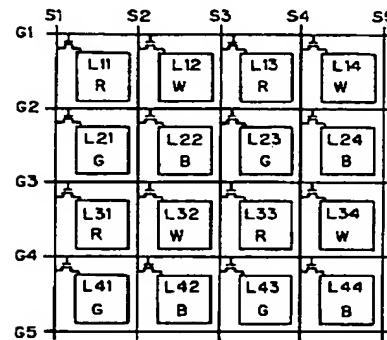 S1 S2 S3 S4 S5
G1
L11 L12 L13 L14
R W R W
G2
L21 L22 L23 L24
G B G B
G3
L31 L32 L33 L34
R W R W
G4
L41 L42 L43 L44
G B G B
G5